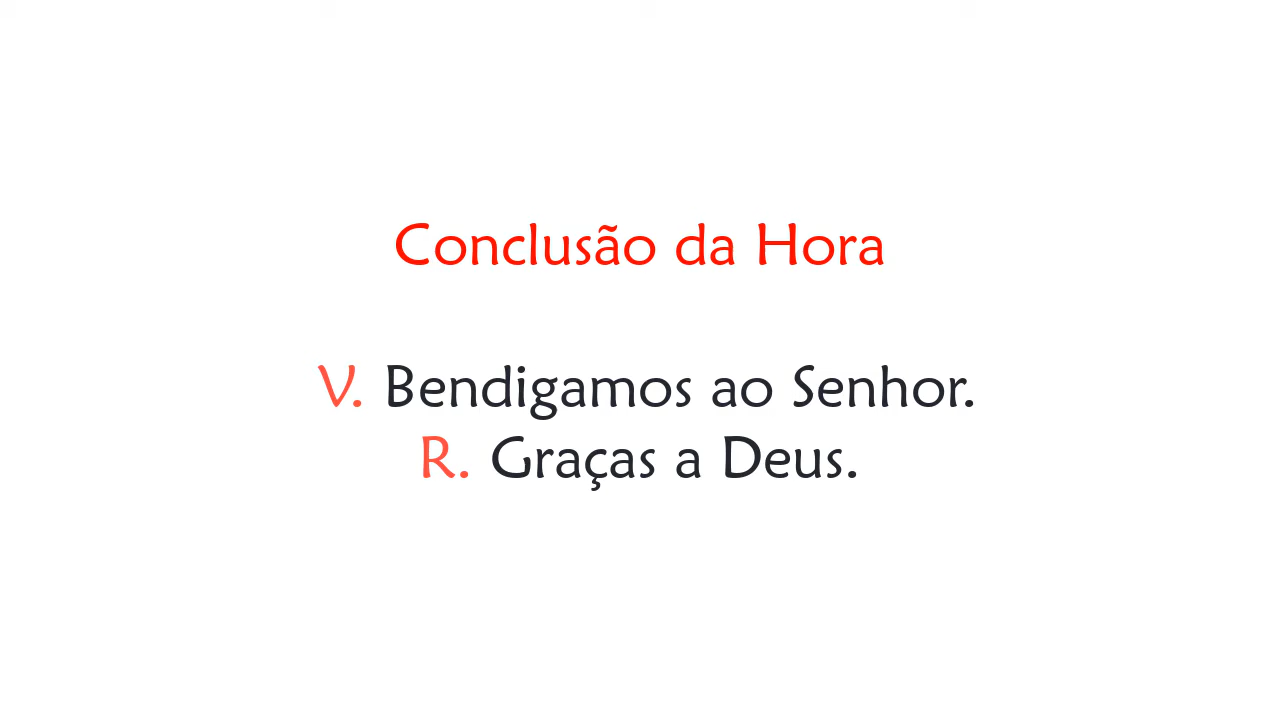 Conclusão da Hora
V. Bendigamos ao Senhor.
R. Graças a Deus.